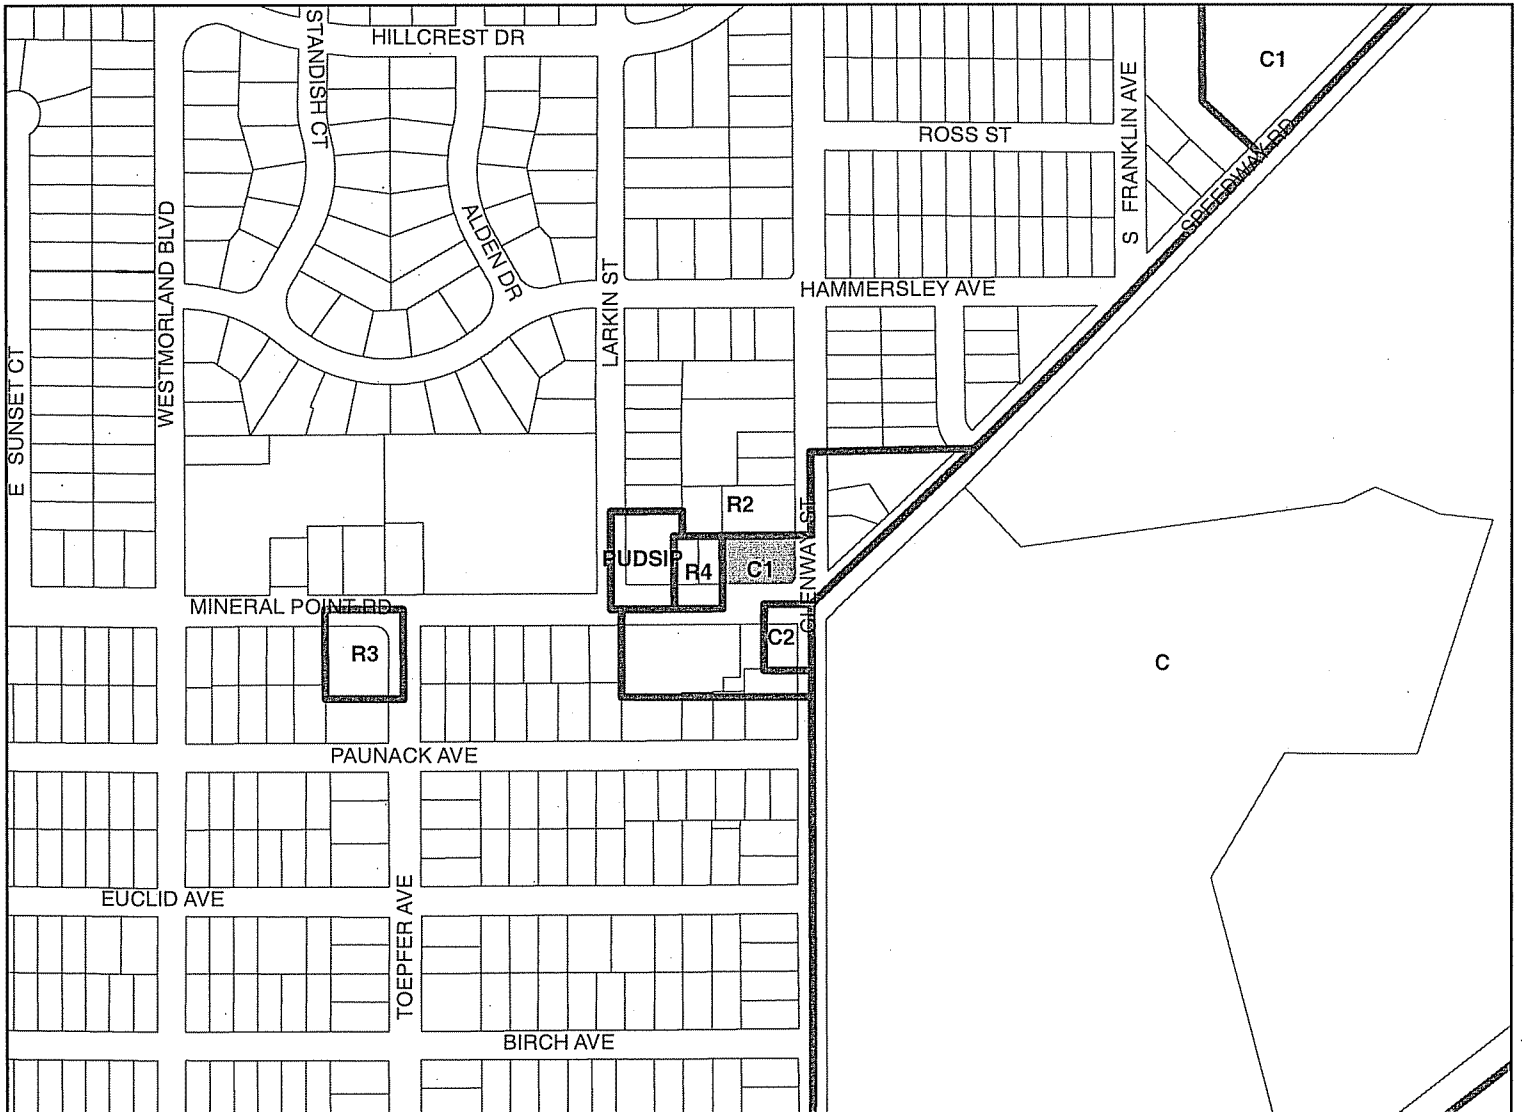 STANDISH CT
HILLCREST DR
C1
ROSS ST
S FRANKLIN AVE
SPEEDWAY RD
WESTMORLAND BLVD
ALDEN DR
LARKIN ST
HAMMERSLEY AVE
E SUNSET CT
R2
GLENWAY ST
PUDSIP
R4
C1
MINERAL POINT RD
R3
C2
C
PAUNACK AVE
EUCLID AVE
TOEPFER AVE
BIRCH AVE